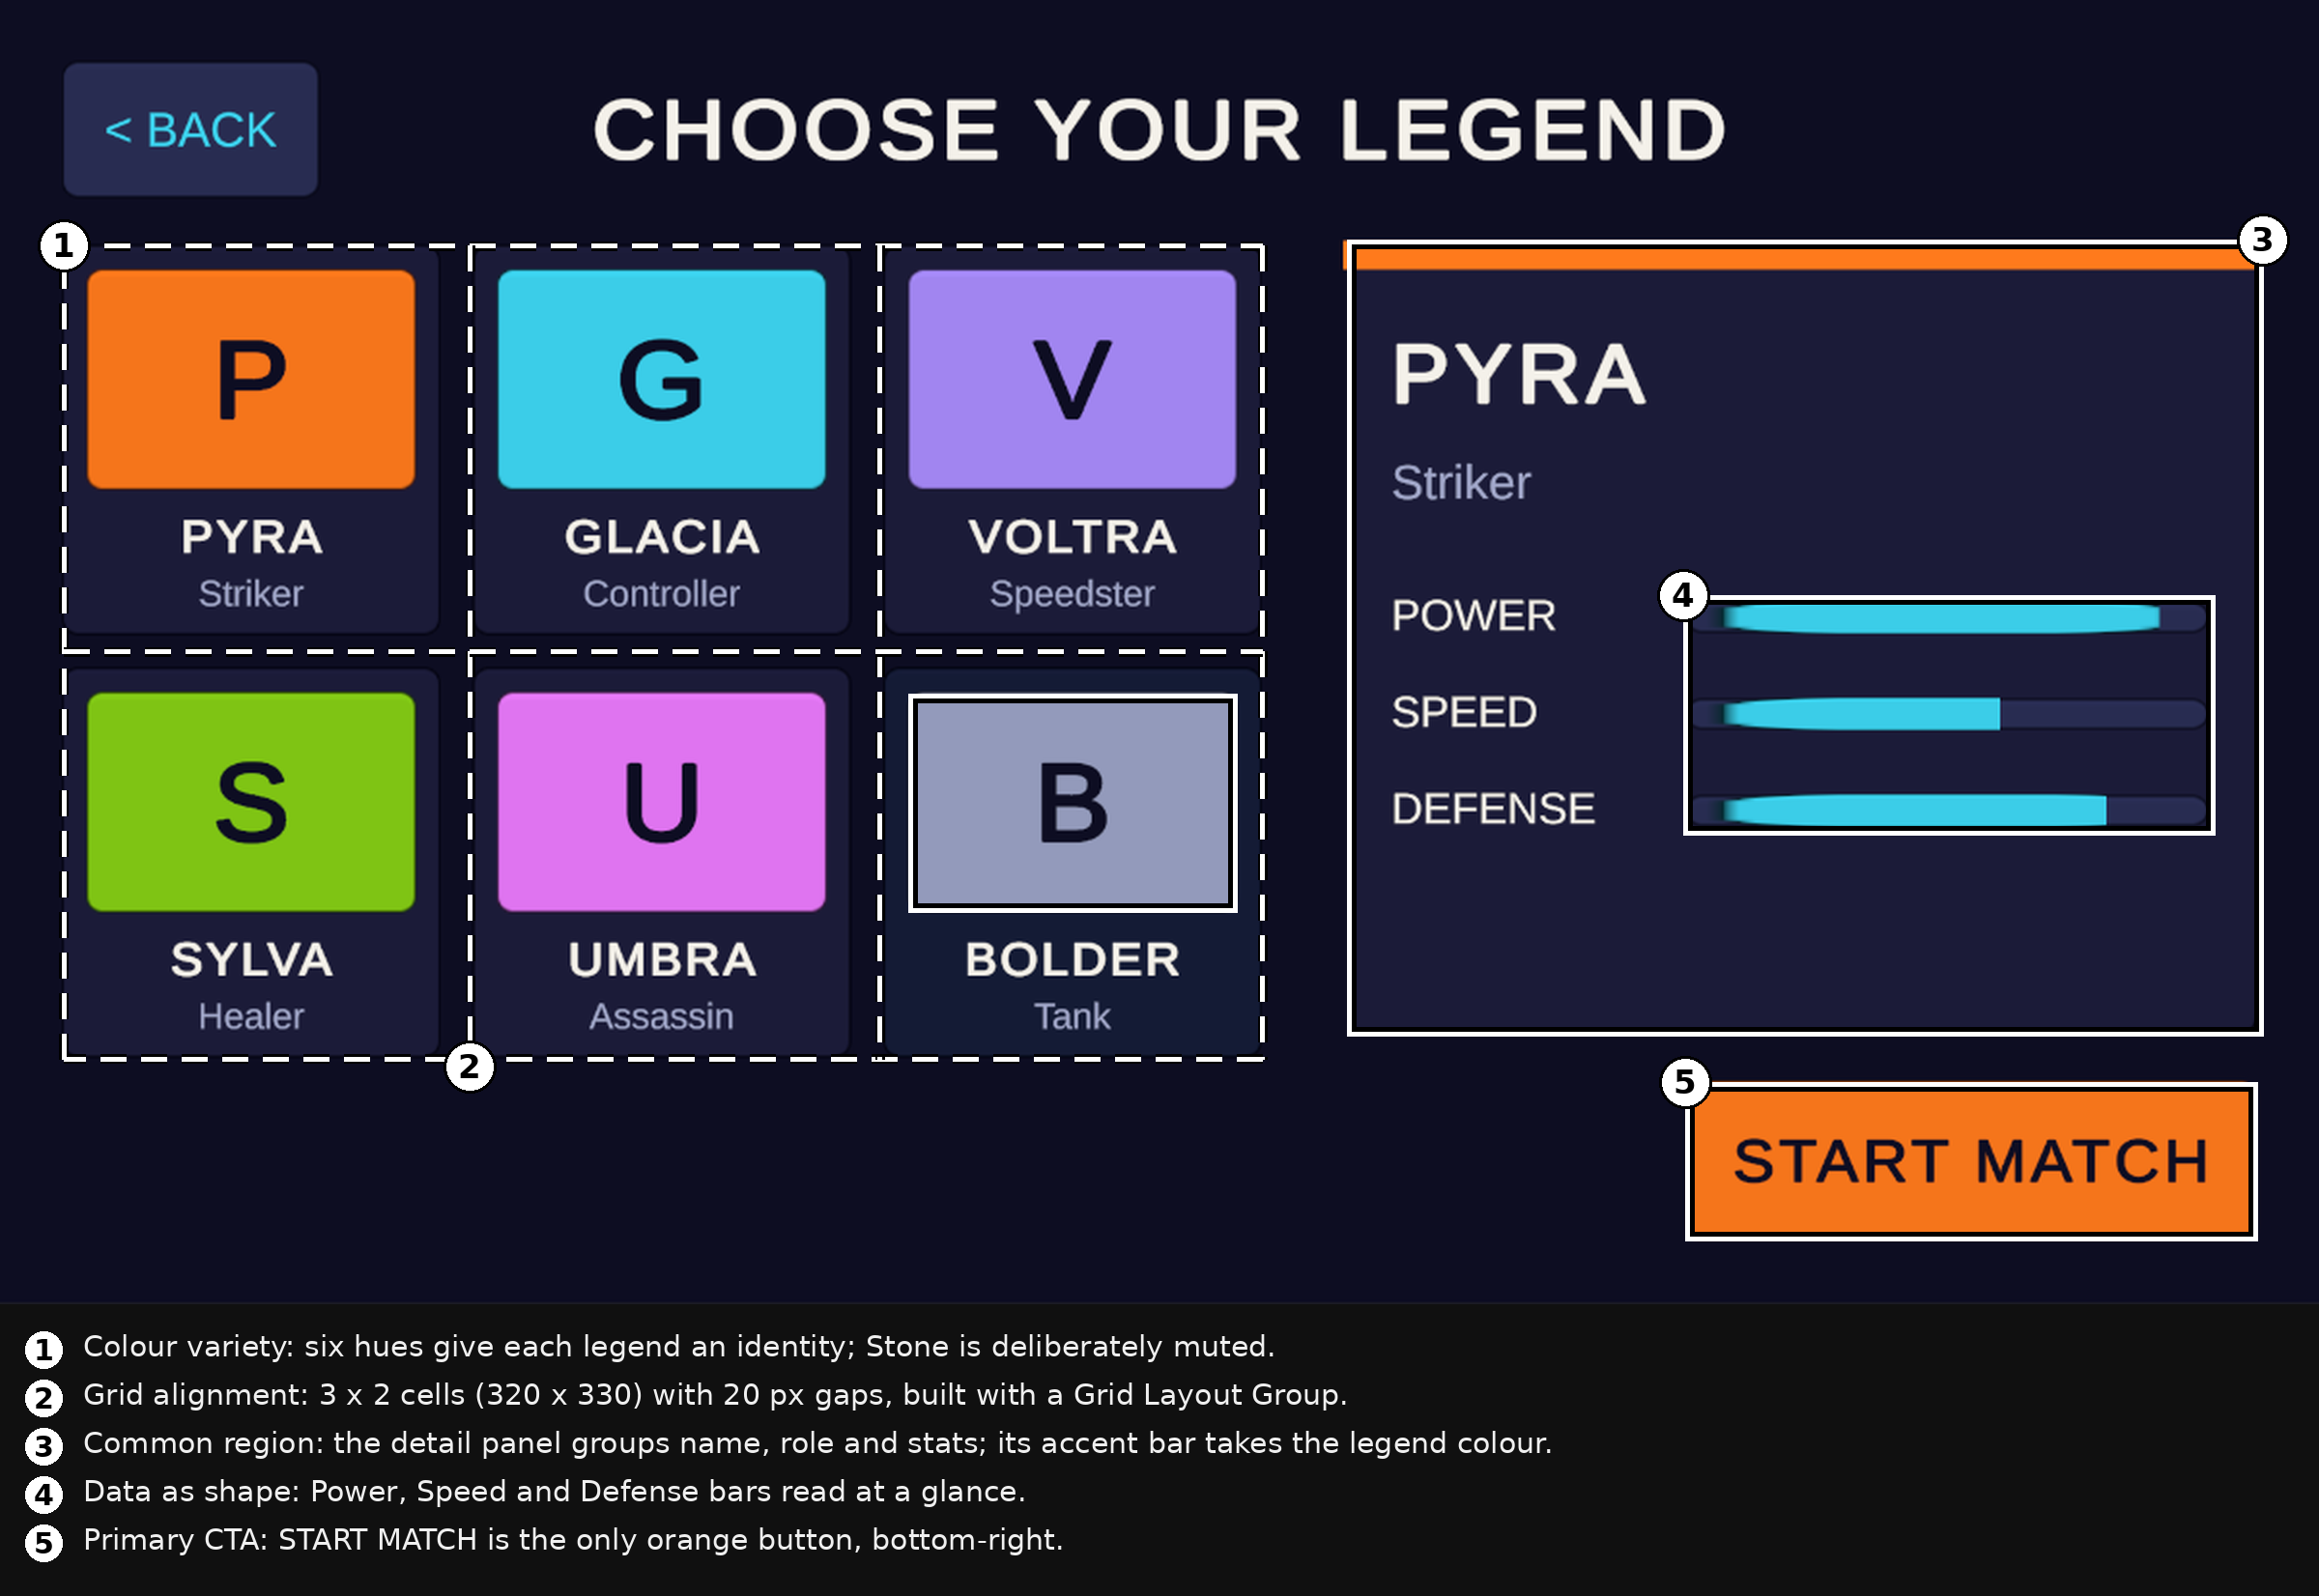 < BACK
CHOOSE YOUR LEGEND
1
3
P
G
V
PYRA
GLACIA
VOLTRA
Striker
Controller
Speedster
S
U
B
SYLVA
UMBRA
BOLDER
Healer
Assassin
Tank
2
PYRA
Striker
4
POWER
SPEED
DEFENSE
5
START MATCH
1 Colour variety: six hues give each legend an identity; Stone is deliberately muted.
2 Grid alignment: 3 x 2 cells (320 x 330) with 20 px gaps, built with a Grid Layout Group.
3 Common region: the detail panel groups name, role and stats; its accent bar takes the legend colour.
4 Data as shape: Power, Speed and Defense bars read at a glance.
5 Primary CTA: START MATCH is the only orange button, bottom-right.